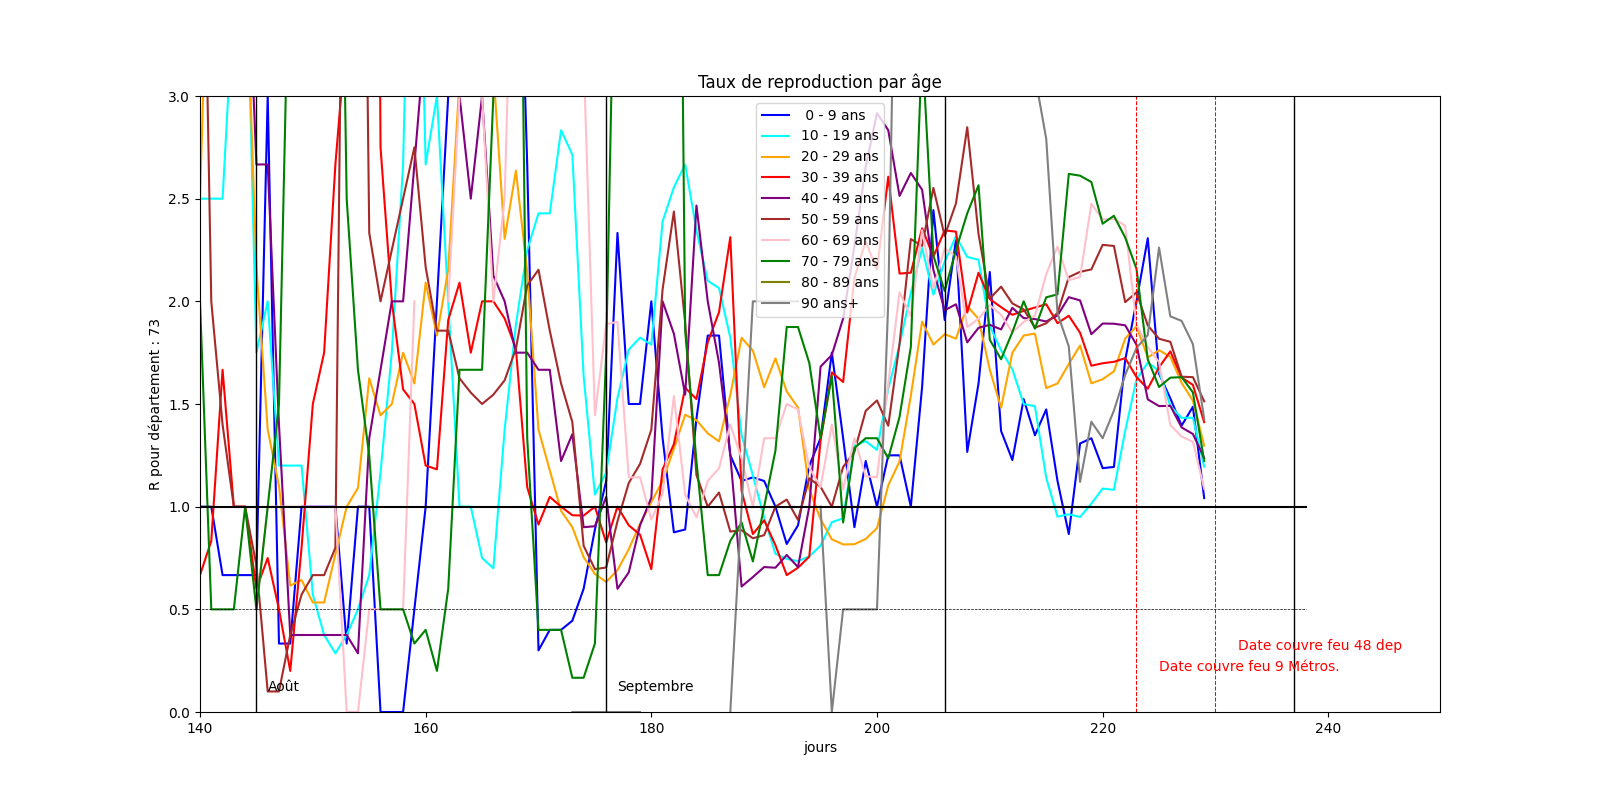 Taux de reproduction par âge
3.0
2.5
2.0
1.5
1.0
0.5
0.0
R pour département : 73
0 - 9 ans
10 - 19 ans
20 - 29 ans
30 - 39 ans
40 - 49 ans
50 - 59 ans
60 - 69 ans
70 - 79 ans
80 - 89 ans
90 ans+
Date couvre feu 48 dep
Date couvre feu 9 Métros.
Août
Septembre
140
160
180
200
220
240
jours